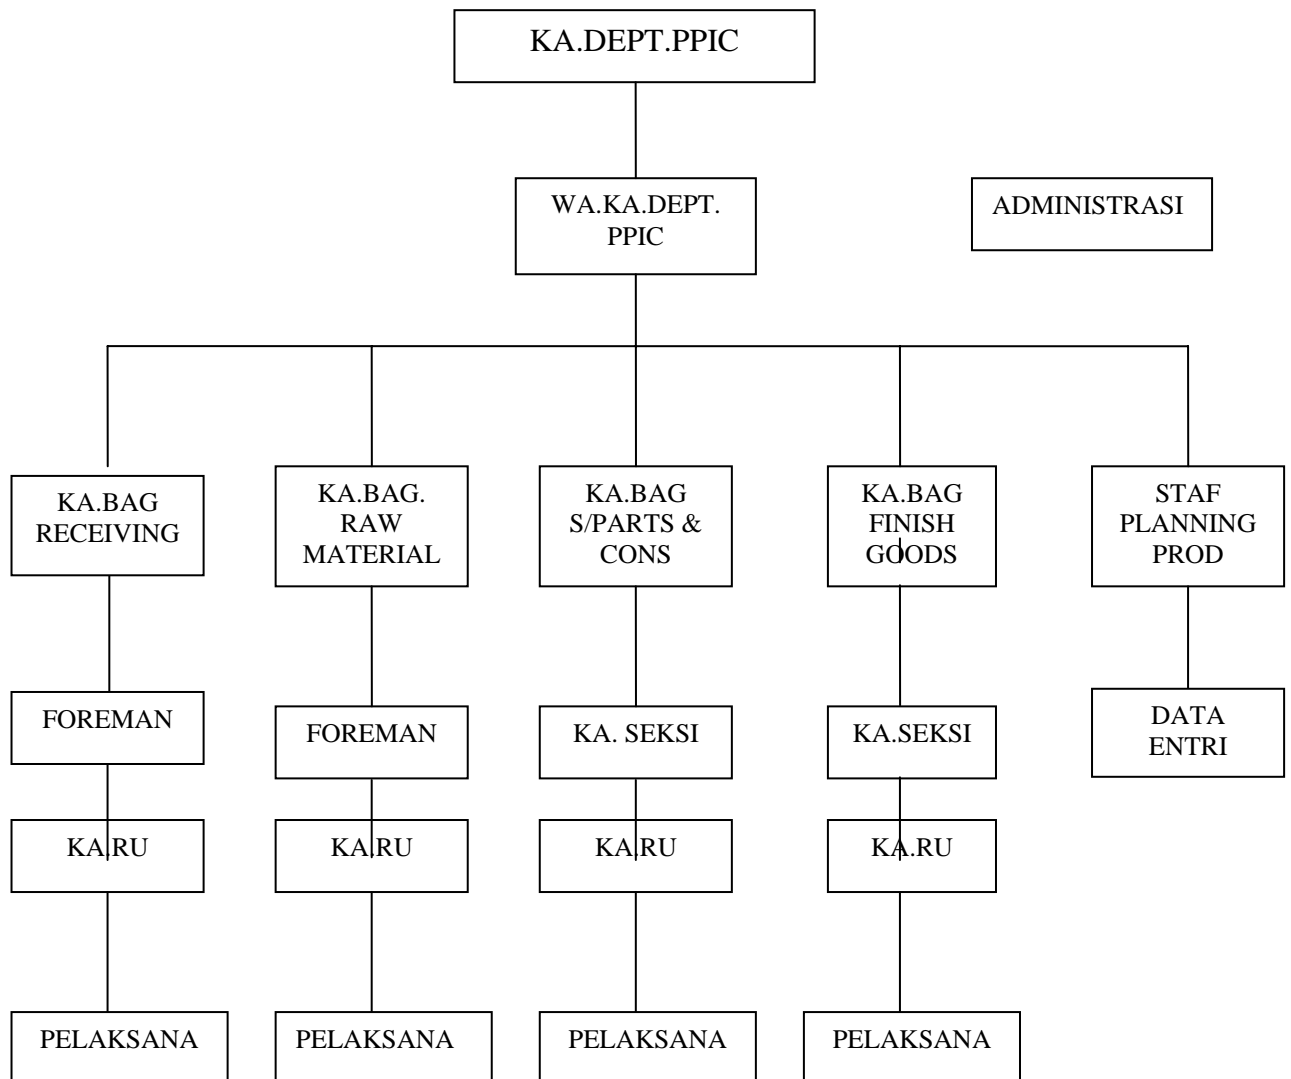 KA.DEPT.PPIC
WA.KA.DEPT.
PPIC
ADMINISTRASI
KA.BAG
RECEIVING
KA.BAG.
RAW
MATERIAL
KA.BAG
S/PARTS &
CONS
KA.BAG
FINISH
GOODS
STAF
PLANNING
PROD
FOREMAN
FOREMAN
KA. SEKSI
KA.SEKSI
DATA
ENTRI
KA.RU
KA.RU
KA.RU
KA.RU
PELAKSANA
PELAKSANA
PELAKSANA
PELAKSANA